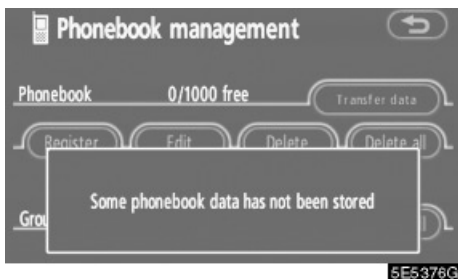 Phonebook management
Phonebook 0/1000 free Transfer data
Register Edit Delete Delete all
Some phonebook data has not been stored
5E5376G